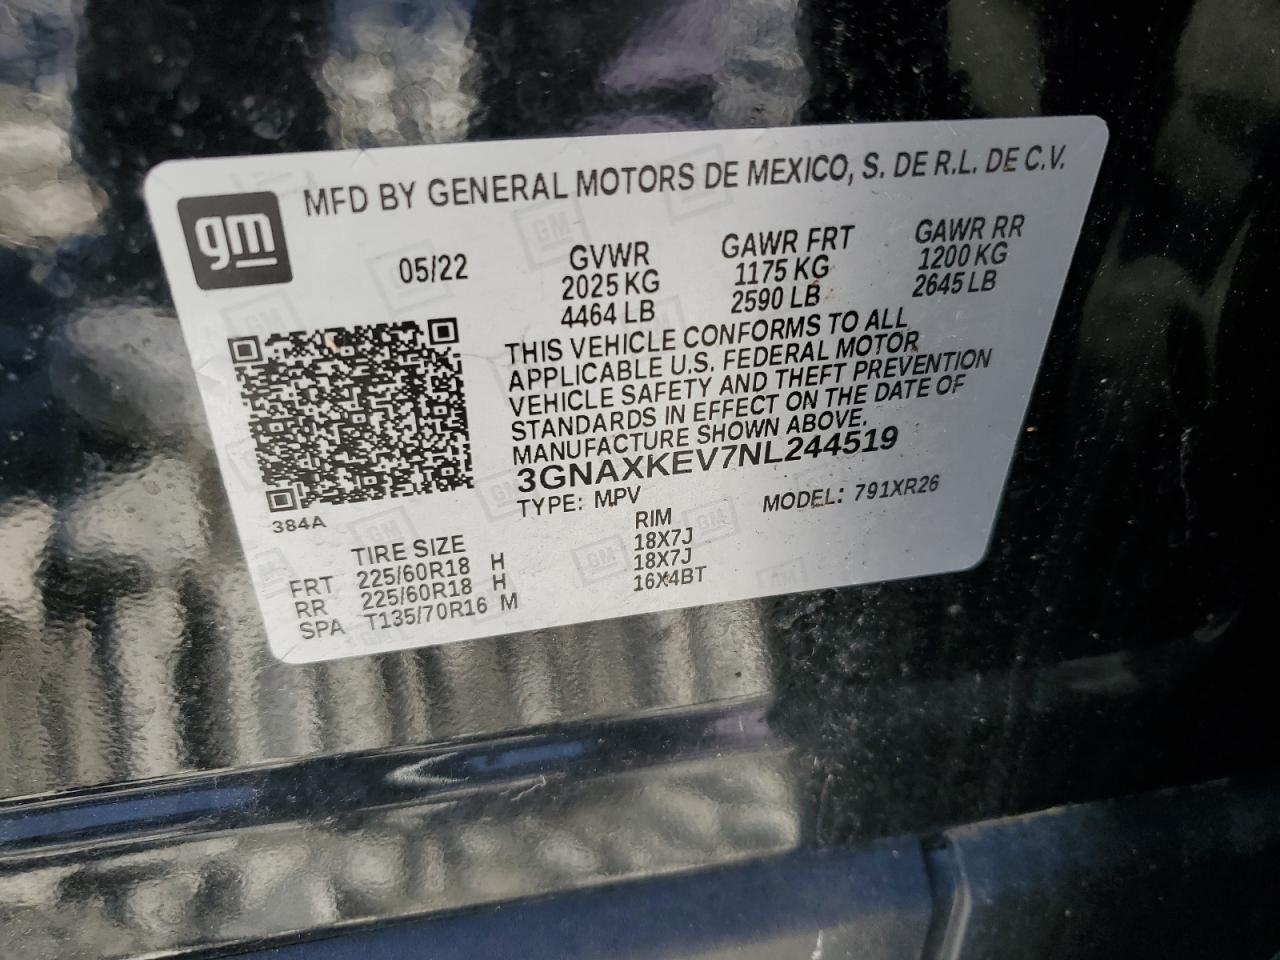 gm
MFD BY GENERAL MOTORS DE MEXICO, S. DE R.L. DE C.V.
05/22
GVWR
2025 KG
4464 LB
GAWR FRT
1175 KG
2590 LB
GAWR RR
1200 KG
2645 LB
THIS VEHICLE CONFORMS TO ALL
APPLICABLE U.S. FEDERAL MOTOR
VEHICLE SAFETY AND THEFT PREVENTION
STANDARDS IN EFFECT ON THE DATE OF
MANUFACTURE SHOWN ABOVE.
3GNAXKEV7NL244519
TYPE: MPV
MODEL: 791XR26
384A
TIRE SIZE RIM
FRT 225/60R18 H 18X7J
RR 225/60R18 H 18X7J
SPA T135/70R16 M 16X4BT